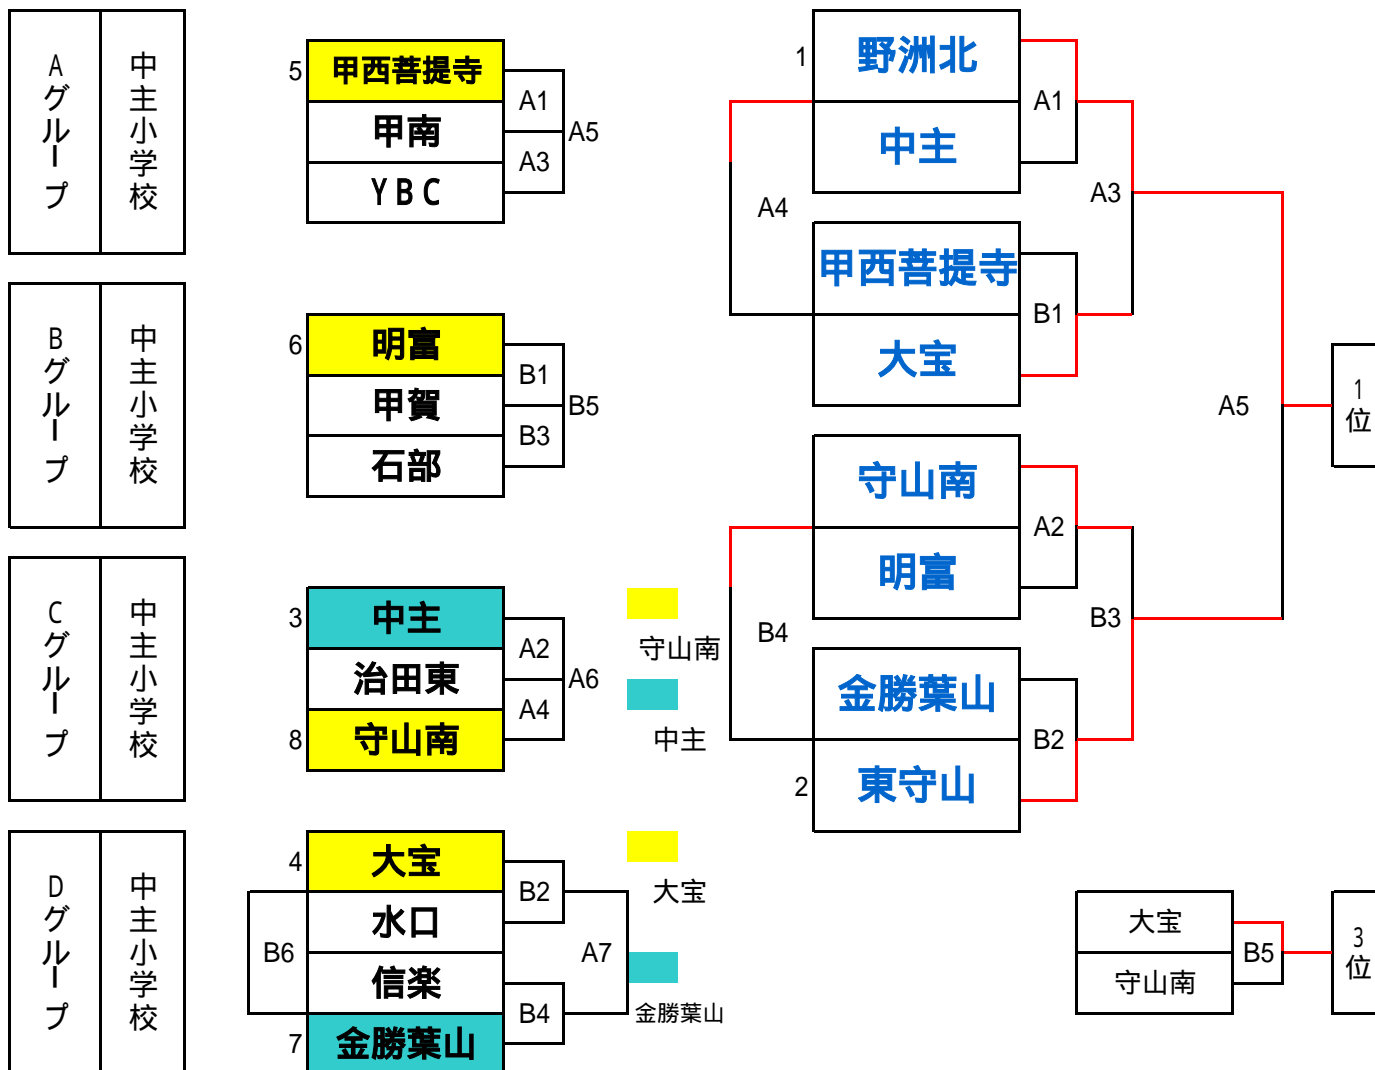 Aグループ
中主小学校
5
甲西菩提寺
甲南
YBC
A1
A3
A5
Bグループ
中主小学校
6
明富
甲賀
石部
B1
B3
B5
Cグループ
中主小学校
3
中主
治田東
8
守山南
A2
A4
A6
守山南
中主
Dグループ
中主小学校
4
大宝
水口
信楽
7
金勝葉山
B6
B2
B4
A7
大宝
金勝葉山
1
野洲北
中主
A1
A4
甲西菩提寺
大宝
B1
A3
守山南
明富
A2
B4
金勝葉山
2
東守山
B2
B3
A5
1位
大宝
守山南
B5
3位